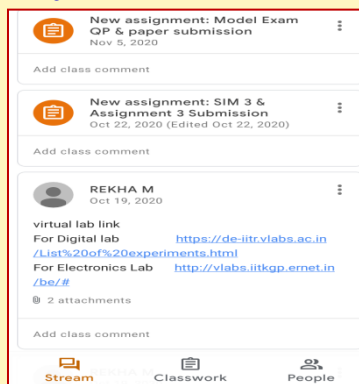 New assignment: Model Exam
QP & paper submission
Nov 5, 2020
Add class comment
New assignment: SIM 3 &
Assignment 3 Submission
Oct 22, 2020 (Edited Oct 22, 2020)
Add class comment
REKHA M
Oct 19, 2020
virtual lab link
For Digital lab https://de-iitr.vlabs.ac.in
/List%20of%20experiments.html
For Electronics Lab http://vlabs.iitkgp.ernet.in
/be/#
2 attachments
Add class comment
Stream Classwork People